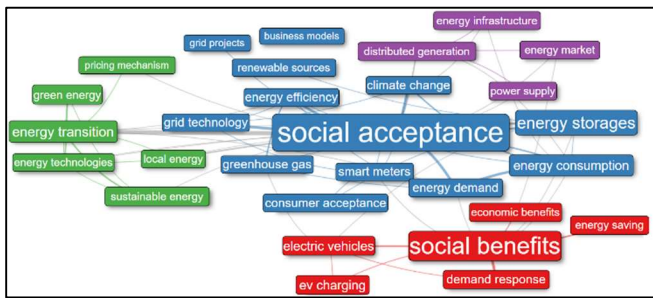 energy infrastructure
business models
grid projects
distributed generation
energy market
pricing mechanism
renewable sources
climate change
green energy
energy efficiency
power supply
energy transition
grid technology
social acceptance
energy storages
energy technologies
local energy
greenhouse gas
smart meters
energy consumption
sustainable energy
consumer acceptance
energy demand
economic benefits
energy saving
electric vehicles
social benefits
ev charging
demand response